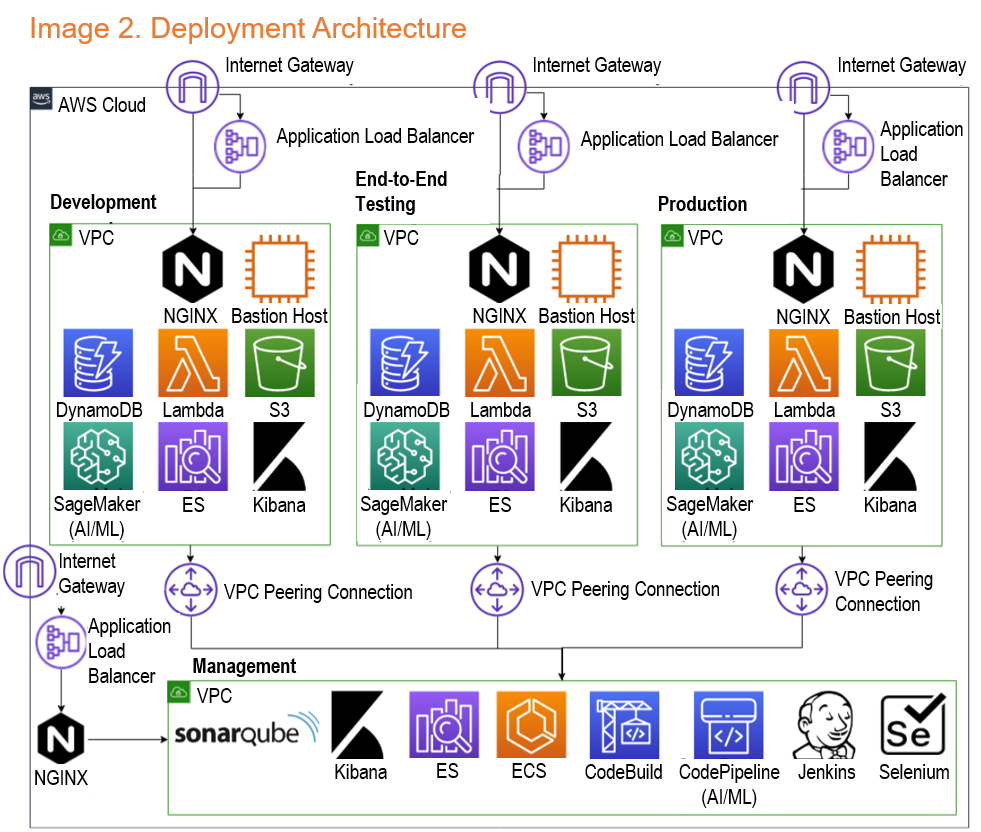 Image 2. Deployment Architecture
Internet Gateway
Internet Gateway
Internet Gateway
aws
AWS Cloud
Application Load Balancer
Application Load Balancer
Application
Load
Balancer
Development
End-to-End
Testing
Production
VPC
NGINX
Bastion Host
DynamoDB
Lambda
S3
SageMaker
(AI/ML)
ES
Kibana
VPC
NGINX
Bastion Host
DynamoDB
Lambda
S3
SageMaker
(AI/ML)
ES
Kibana
VPC
NGINX
Bastion Host
DynamoDB
Lambda
S3
SageMaker
(AI/ML)
ES
Kibana
Internet
Gateway
VPC Peering Connection
VPC Peering Connection
VPC Peering
Connection
Application
Load
Balancer
NGINX
Management
VPC
sonarqube
Kibana
ES
ECS
CodeBuild
CodePipeline
(AI/ML)
Jenkins
Se
Selenium